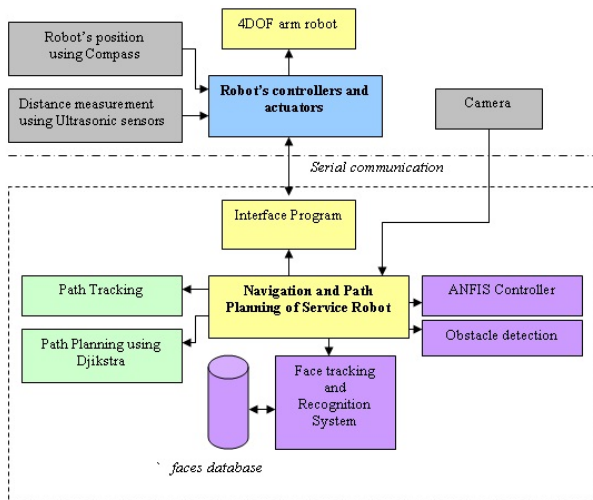 4DOF arm robot
Robot's position
using Compass
Robot's controllers and
actuators
Distance measurement
using Ultrasonic sensors
Camera
Serial communication
Interface Program
Path Tracking
Navigation and Path
Planning of Service Robot
ANFIS Controller
Obstacle detection
Path Planning using
Djikstra
Face tracking
and
Recognition
System
` faces database